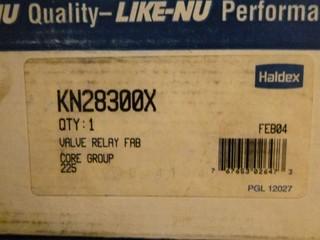 NU Quality–LIKE-NU Performa
Haldex
KN28300X
QTY: 1
FEB04
VALVE RELAY FAB
CORE GROUP
225
PGL 12027